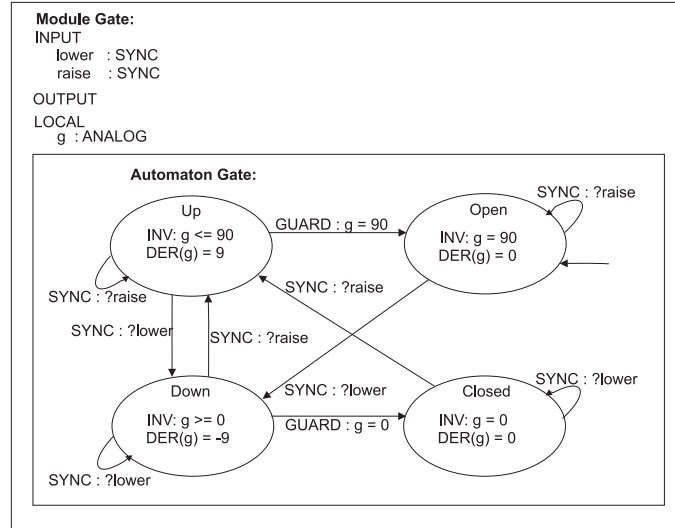 Module Gate:
INPUT
lower : SYNC
raise : SYNC
OUTPUT
LOCAL
g : ANALOG
Automaton Gate:
Up
INV: g <= 90
DER(g) = 9
GUARD : g = 90
Open
INV: g = 90
DER(g) = 0
SYNC : ?raise
SYNC : ?raise
SYNC : ?lower
SYNC : ?raise
SYNC : ?raise
Down
INV: g >= 0
DER(g) = -9
SYNC : ?lower
GUARD : g = 0
Closed
INV: g = 0
DER(g) = 0
SYNC : ?lower
SYNC : ?lower